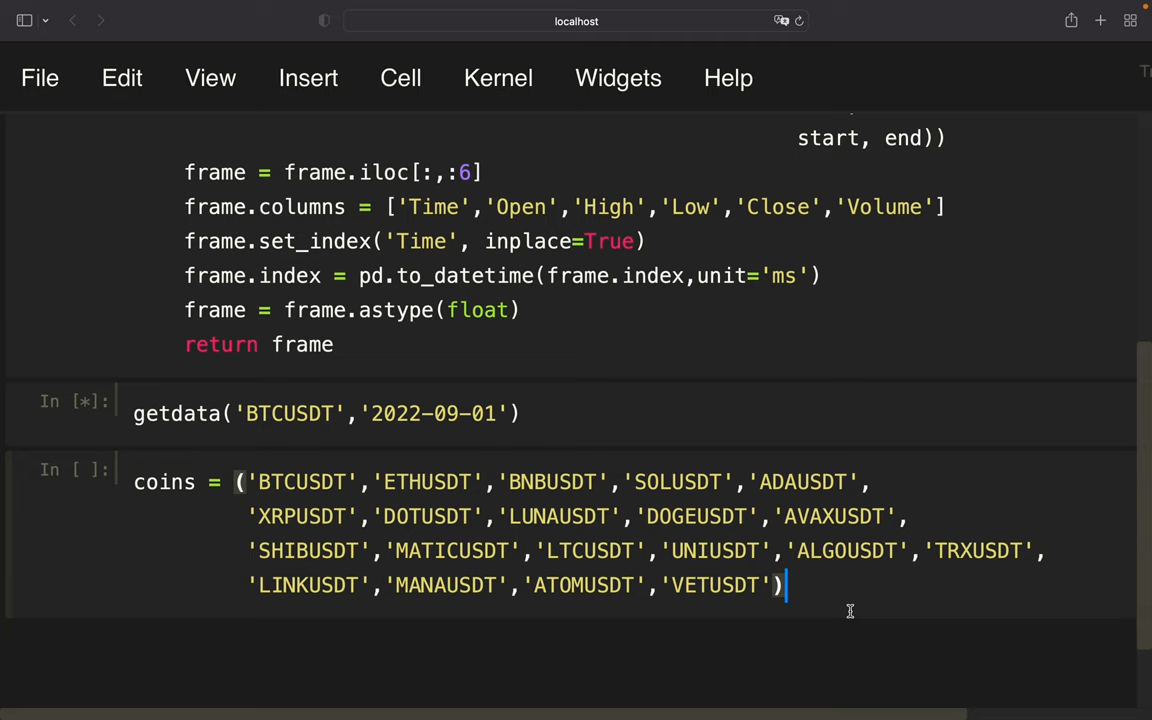 localhost
File Edit View Insert Cell Kernel Widgets Help
start, end))
frame = frame.iloc[:,:6]
frame.columns = ['Time','Open','High','Low','Close','Volume']
frame.set_index('Time', inplace=True)
frame.index = pd.to_datetime(frame.index,unit='ms')
frame = frame.astype(float)
return frame
In [*]: getdata('BTCUSDT','2022-09-01')
In [ ]: coins = ('BTCUSDT','ETHUSDT','BNBUSDT','SOLUSDT','ADAUSDT',
'XRPUSDT','DOTUSDT','LUNAUSDT','DOGEUSDT','AVAXUSDT',
'SHIBUSDT','MATICUSDT','LTCUSDT','UNIUSDT','ALGOUSDT','TRXUSDT',
'LINKUSDT','MANAUSDT','ATOMUSDT','VETUSDT')